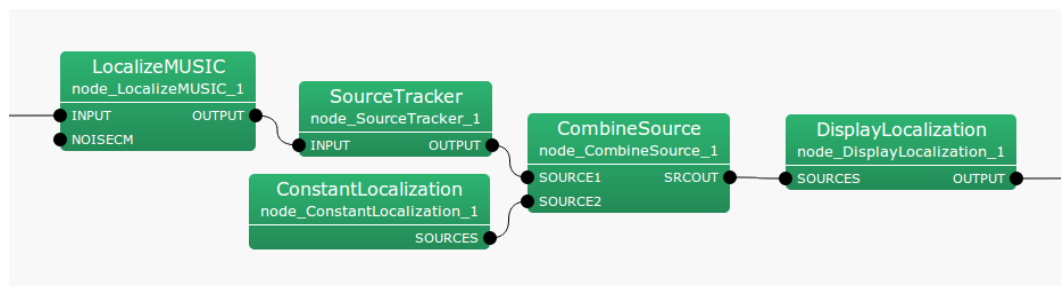 LocalizeMUSIC
node_LocalizeMUSIC_1
INPUT OUTPUT
NOISECM
SourceTracker
node_SourceTracker_1
INPUT OUTPUT
ConstantLocalization
node_ConstantLocalization_1
SOURCES
CombineSource
node_CombineSource_1
SOURCE1 SRCOUT
SOURCE2
DisplayLocalization
node_DisplayLocalization_1
SOURCES OUTPUT